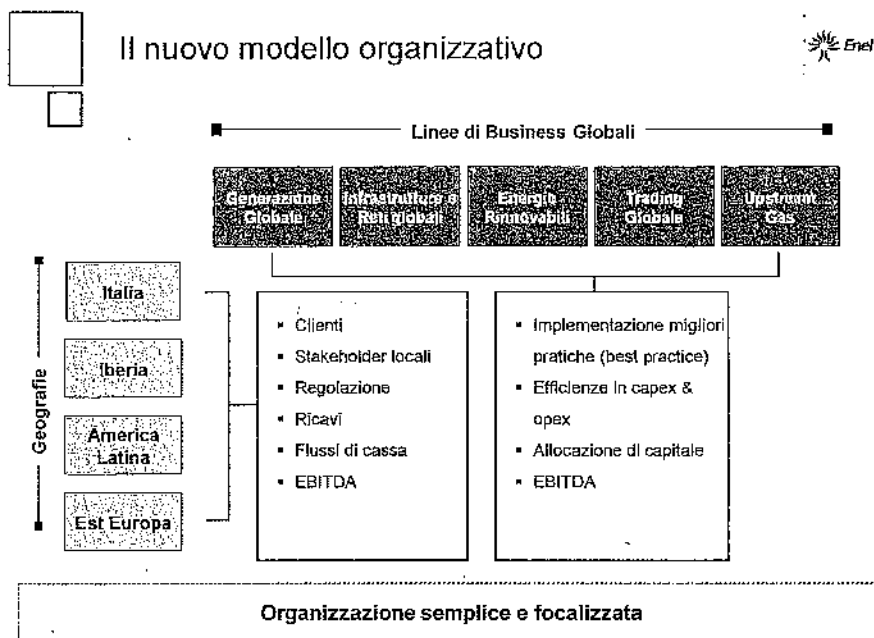 Il nuovo modello organizzativo
Enel
Linee di Business Globali
Generazione
Globale
Infrastrutture e
Reti globali
Energie
Rinnovabili
Trading
Globale
Upstream
Gas
Geografie
Italia
Iberia
America
Latina
Est Europa
▪ Clienti
▪ Stakeholder locali
▪ Regolazione
▪ Ricavi
▪ Flussi di cassa
▪ EBITDA
▪ Implementazione migliori
pratiche (best practice)
▪ Efficienze in capex &
opex
▪ Allocazione di capitale
▪ EBITDA
Organizzazione semplice e focalizzata